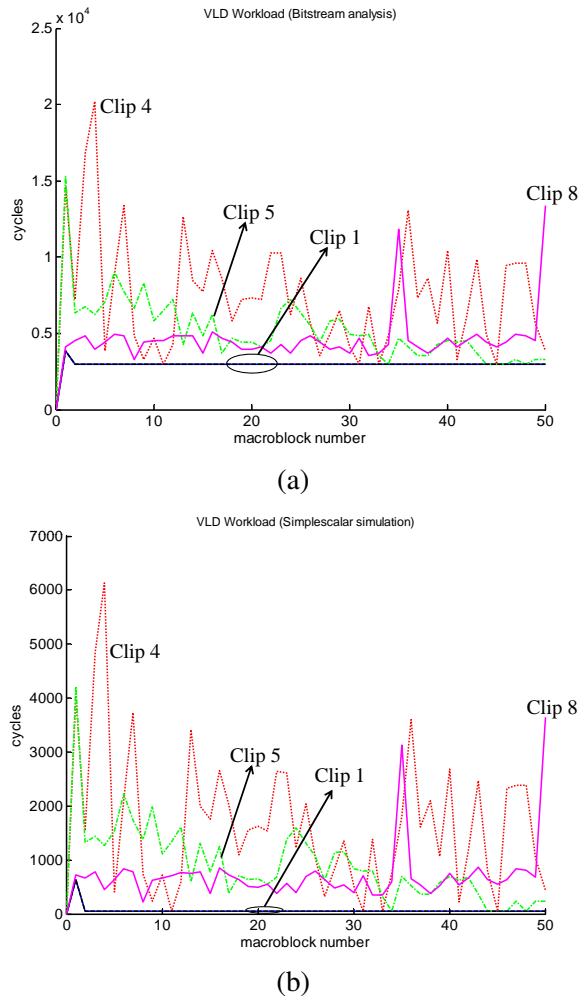 VLD Workload (Bitstream analysis)
x 10^4
2.5
2
1.5
1
0.5
0
cycles
Clip 4
Clip 5
Clip 1
Clip 8
0 10 20 30 40 50
macroblock number
(a)
VLD Workload (Simplescalar simulation)
7000
6000
5000
4000
3000
2000
1000
0
cycles
Clip 4
Clip 5
Clip 1
Clip 8
0 10 20 30 40 50
macroblock number
(b)